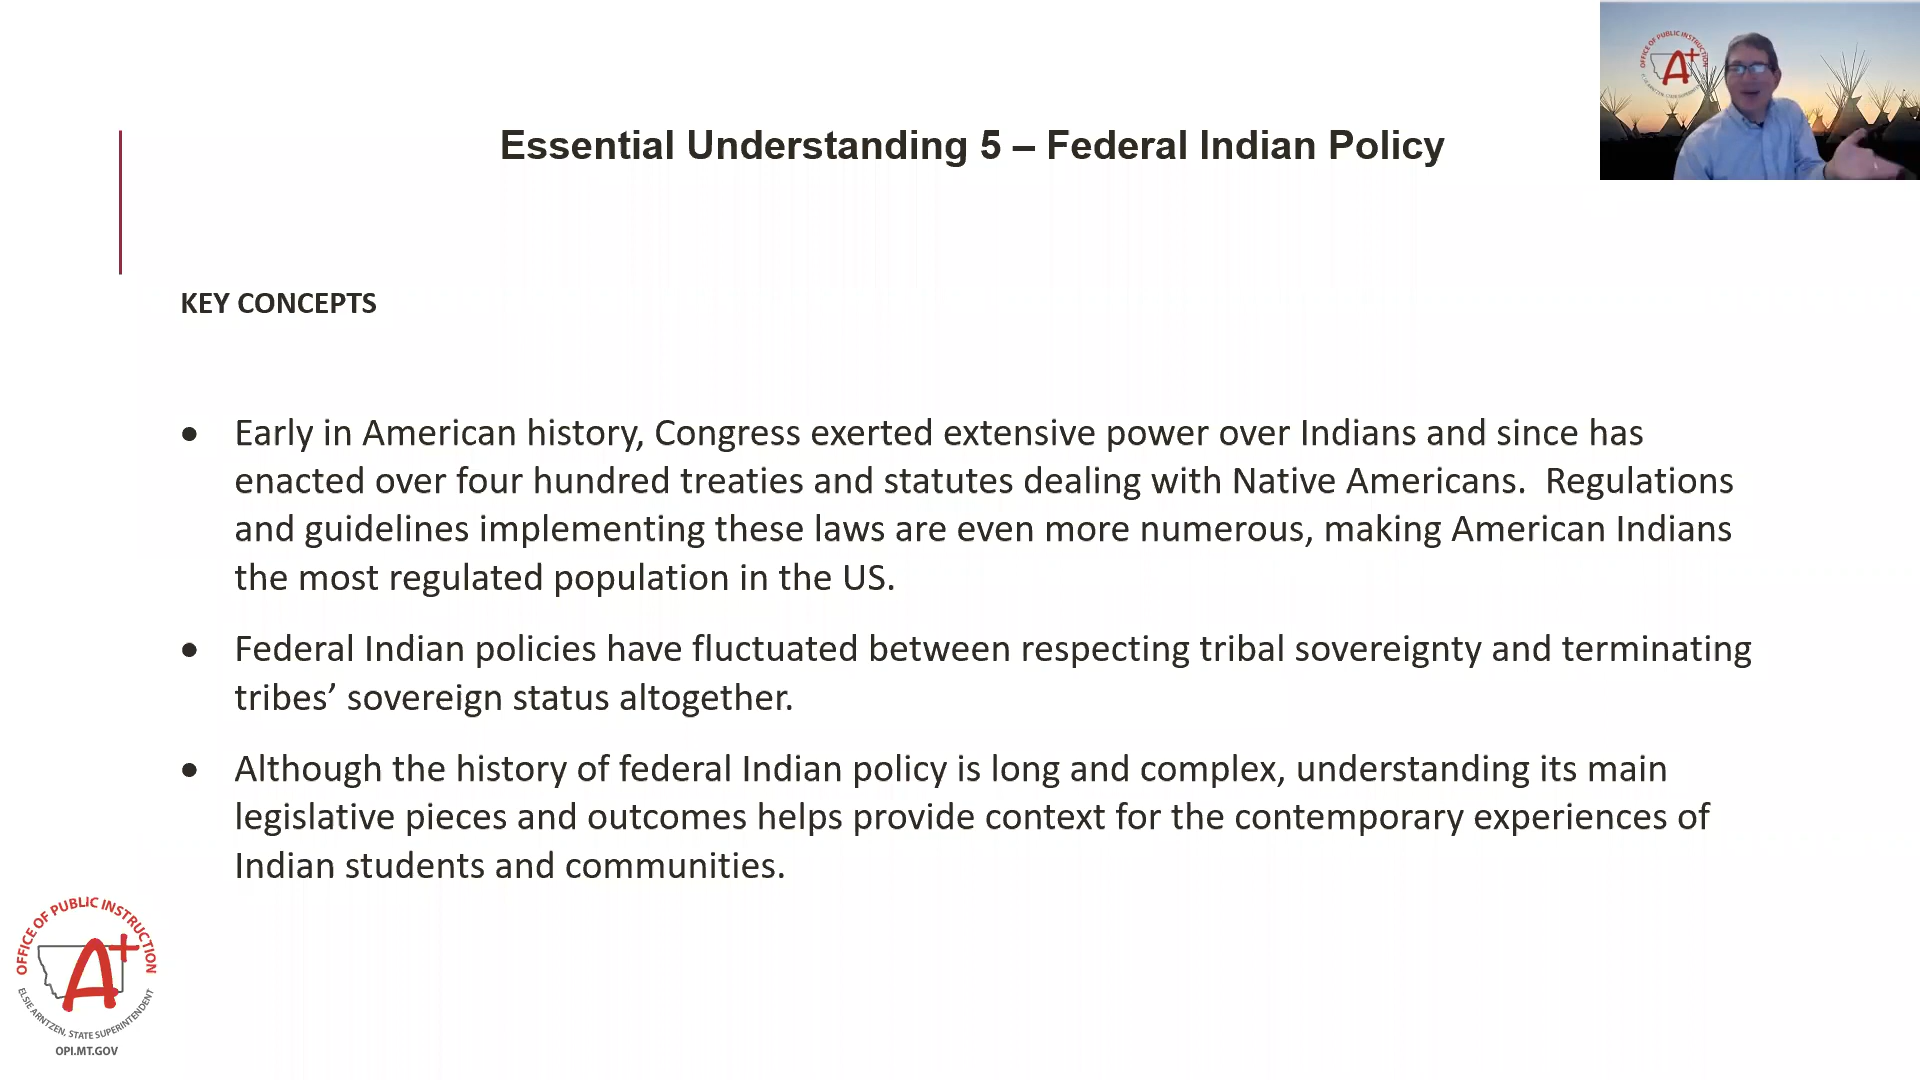 Essential Understanding 5 – Federal Indian Policy
KEY CONCEPTS
● Early in American history, Congress exerted extensive power over Indians and since has
enacted over four hundred treaties and statutes dealing with Native Americans.  Regulations
and guidelines implementing these laws are even more numerous, making American Indians
the most regulated population in the US.
● Federal Indian policies have fluctuated between respecting tribal sovereignty and terminating
tribes’ sovereign status altogether.
● Although the history of federal Indian policy is long and complex, understanding its main
legislative pieces and outcomes helps provide context for the contemporary experiences of
Indian students and communities.
OFFICE OF PUBLIC INSTRUCTION
A+
ELSIE ARNTZEN, STATE SUPERINTENDENT
OPI.MT.GOV
OFFICE OF PUBLIC INSTRUCTION
A+